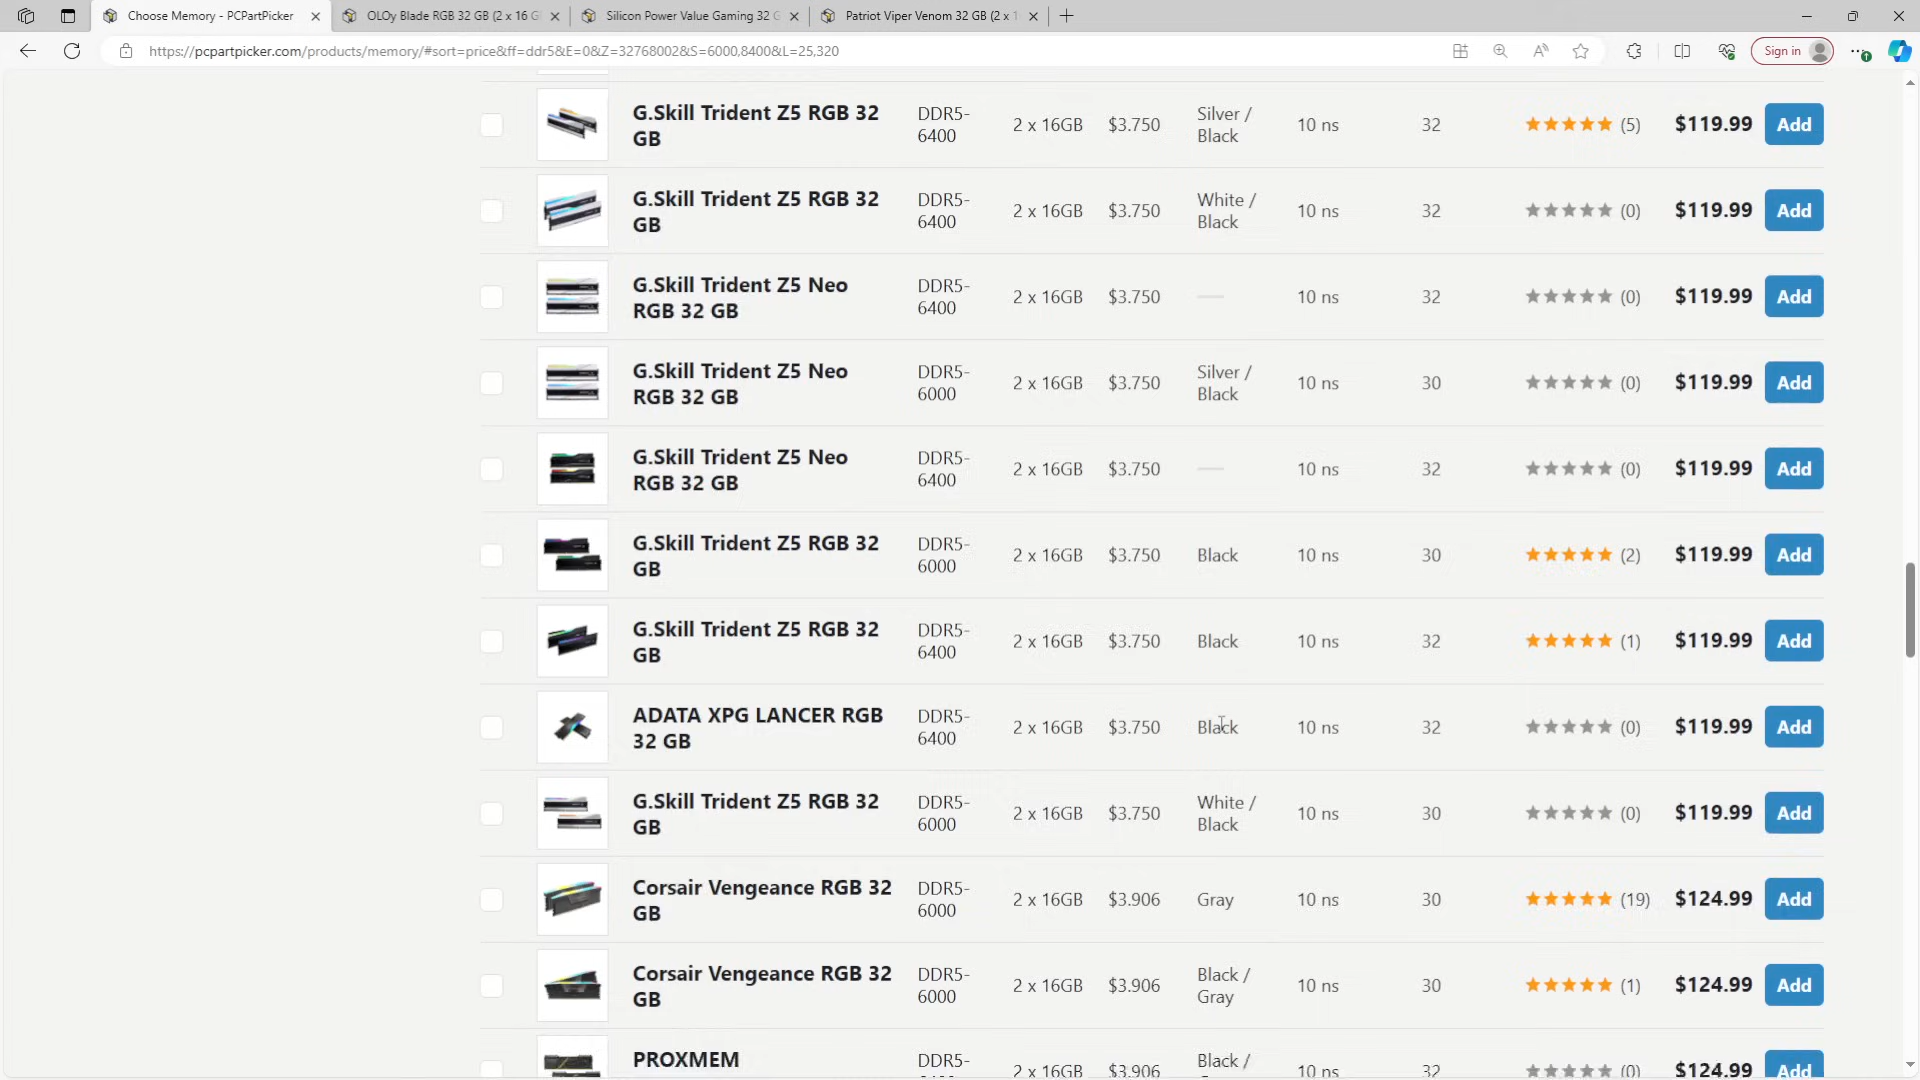 Choose Memory - PCPartPicker
OLOy Blade RGB 32 GB (2 x 16 G
Silicon Power Value Gaming 32 G
Patriot Viper Venom 32 GB (2 x 1
https://pcpartpicker.com/products/memory/#sort=price&ff=ddr5&E=0&Z=32768002&S=6000,8400&L=25,320
Sign in
G.Skill Trident Z5 RGB 32 GB DDR5-6400 2 x 16GB $3.750 Silver / Black 10 ns 32 (5) $119.99 Add
G.Skill Trident Z5 RGB 32 GB DDR5-6400 2 x 16GB $3.750 White / Black 10 ns 32 (0) $119.99 Add
G.Skill Trident Z5 Neo RGB 32 GB DDR5-6400 2 x 16GB $3.750 10 ns 32 (0) $119.99 Add
G.Skill Trident Z5 Neo RGB 32 GB DDR5-6000 2 x 16GB $3.750 Silver / Black 10 ns 30 (0) $119.99 Add
G.Skill Trident Z5 Neo RGB 32 GB DDR5-6400 2 x 16GB $3.750 10 ns 32 (0) $119.99 Add
G.Skill Trident Z5 RGB 32 GB DDR5-6000 2 x 16GB $3.750 Black 10 ns 30 (2) $119.99 Add
G.Skill Trident Z5 RGB 32 GB DDR5-6400 2 x 16GB $3.750 Black 10 ns 32 (1) $119.99 Add
ADATA XPG LANCER RGB 32 GB DDR5-6400 2 x 16GB $3.750 Black 10 ns 32 (0) $119.99 Add
G.Skill Trident Z5 RGB 32 GB DDR5-6000 2 x 16GB $3.750 White / Black 10 ns 30 (0) $119.99 Add
Corsair Vengeance RGB 32 GB DDR5-6000 2 x 16GB $3.906 Gray 10 ns 30 (19) $124.99 Add
Corsair Vengeance RGB 32 GB DDR5-6000 2 x 16GB $3.906 Black / Gray 10 ns 30 (1) $124.99 Add
PROXMEM DDR5- 2 x 16GB $3.906 Black / 10 ns 32 (0) $124.99 Add